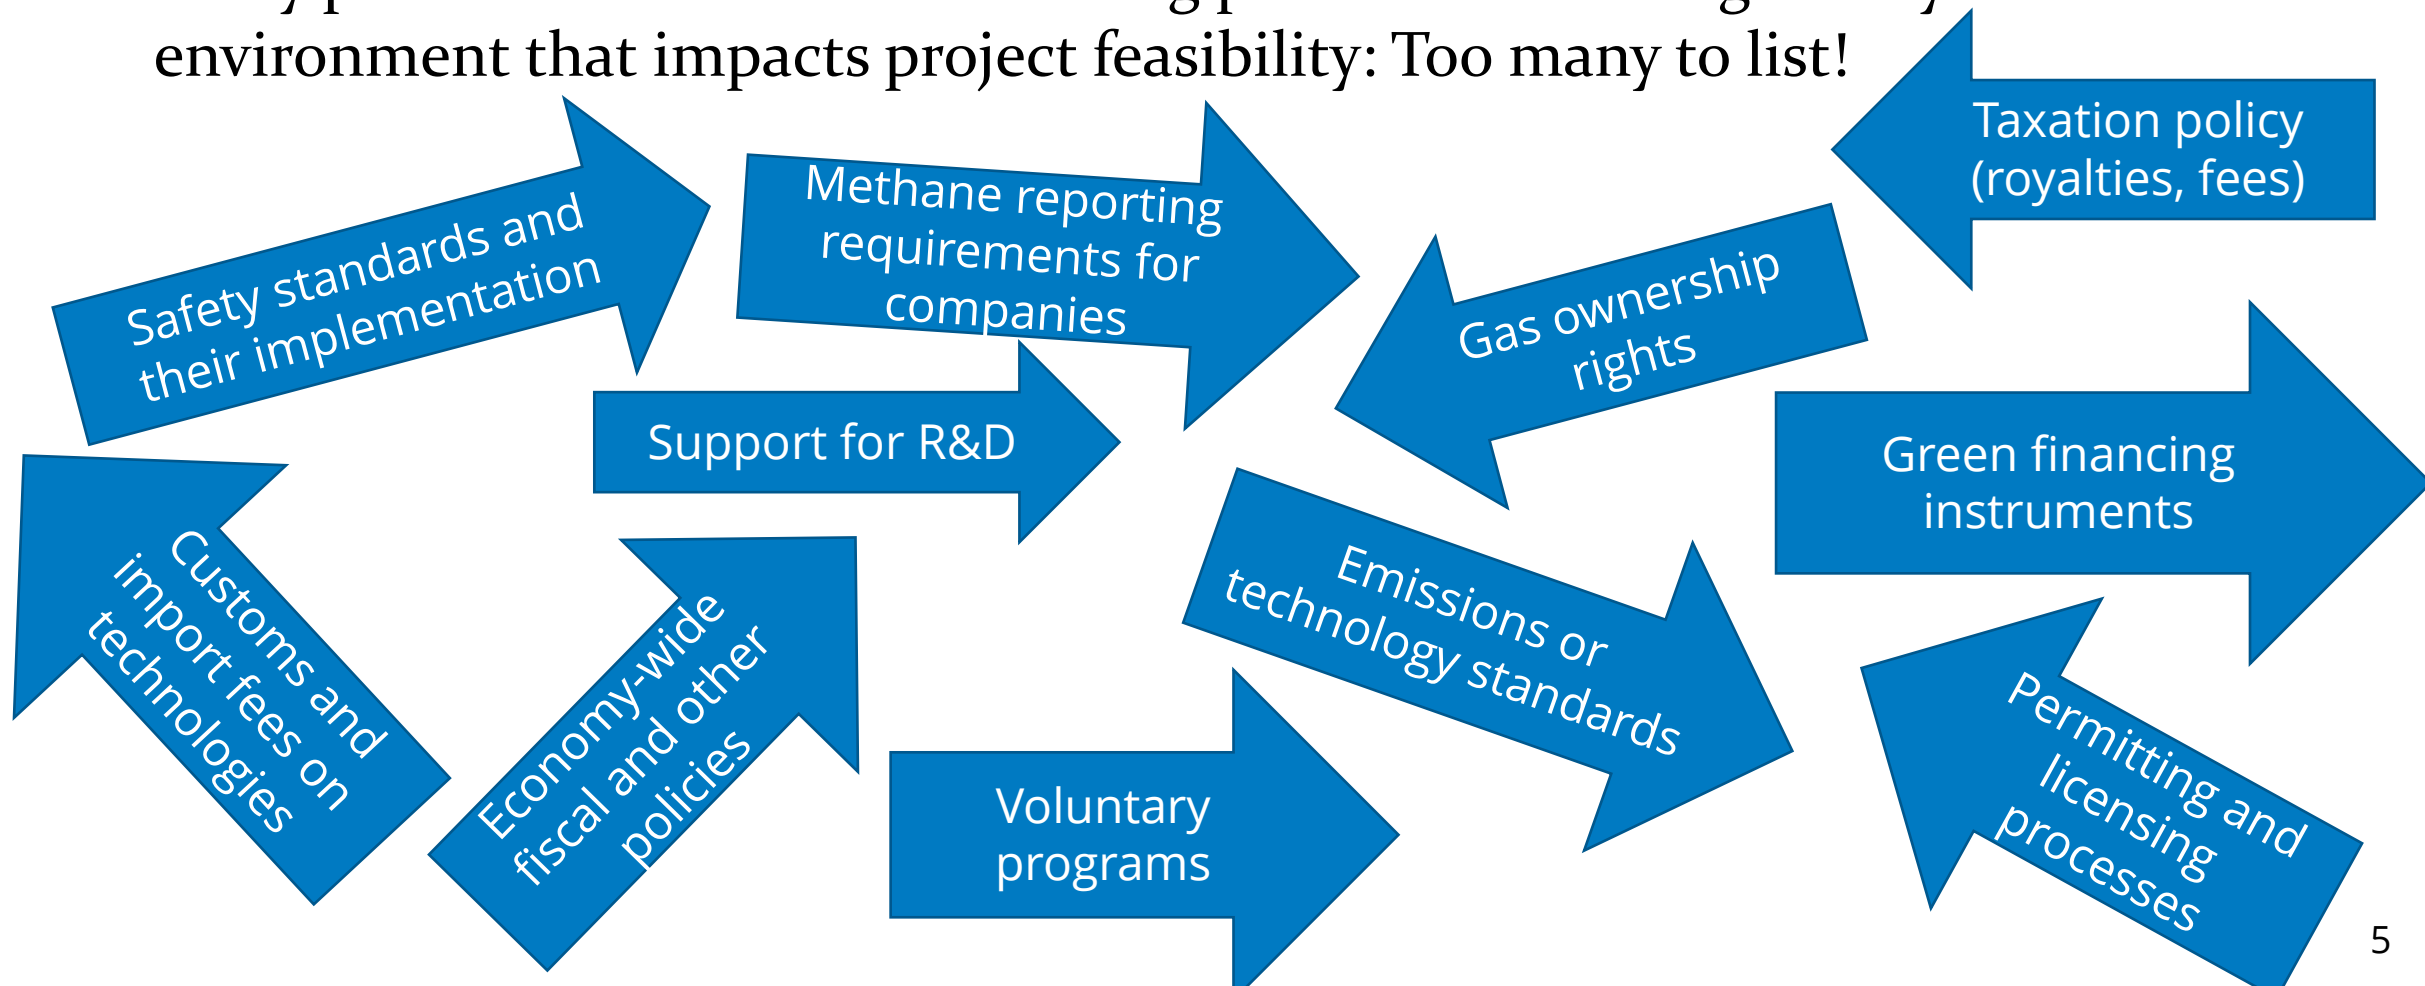 environment that impacts project feasibility: Too many to list!
Taxation policy
(royalties, fees)
Safety standards and
their implementation
Methane reporting
requirements for
companies
Gas ownership
rights
Support for R&D
Green financing
instruments
Customs and
import fees on
technologies
Economy-wide
fiscal and other
policies
Emissions or
technology standards
Voluntary
programs
Permitting and
licensing
processes
5